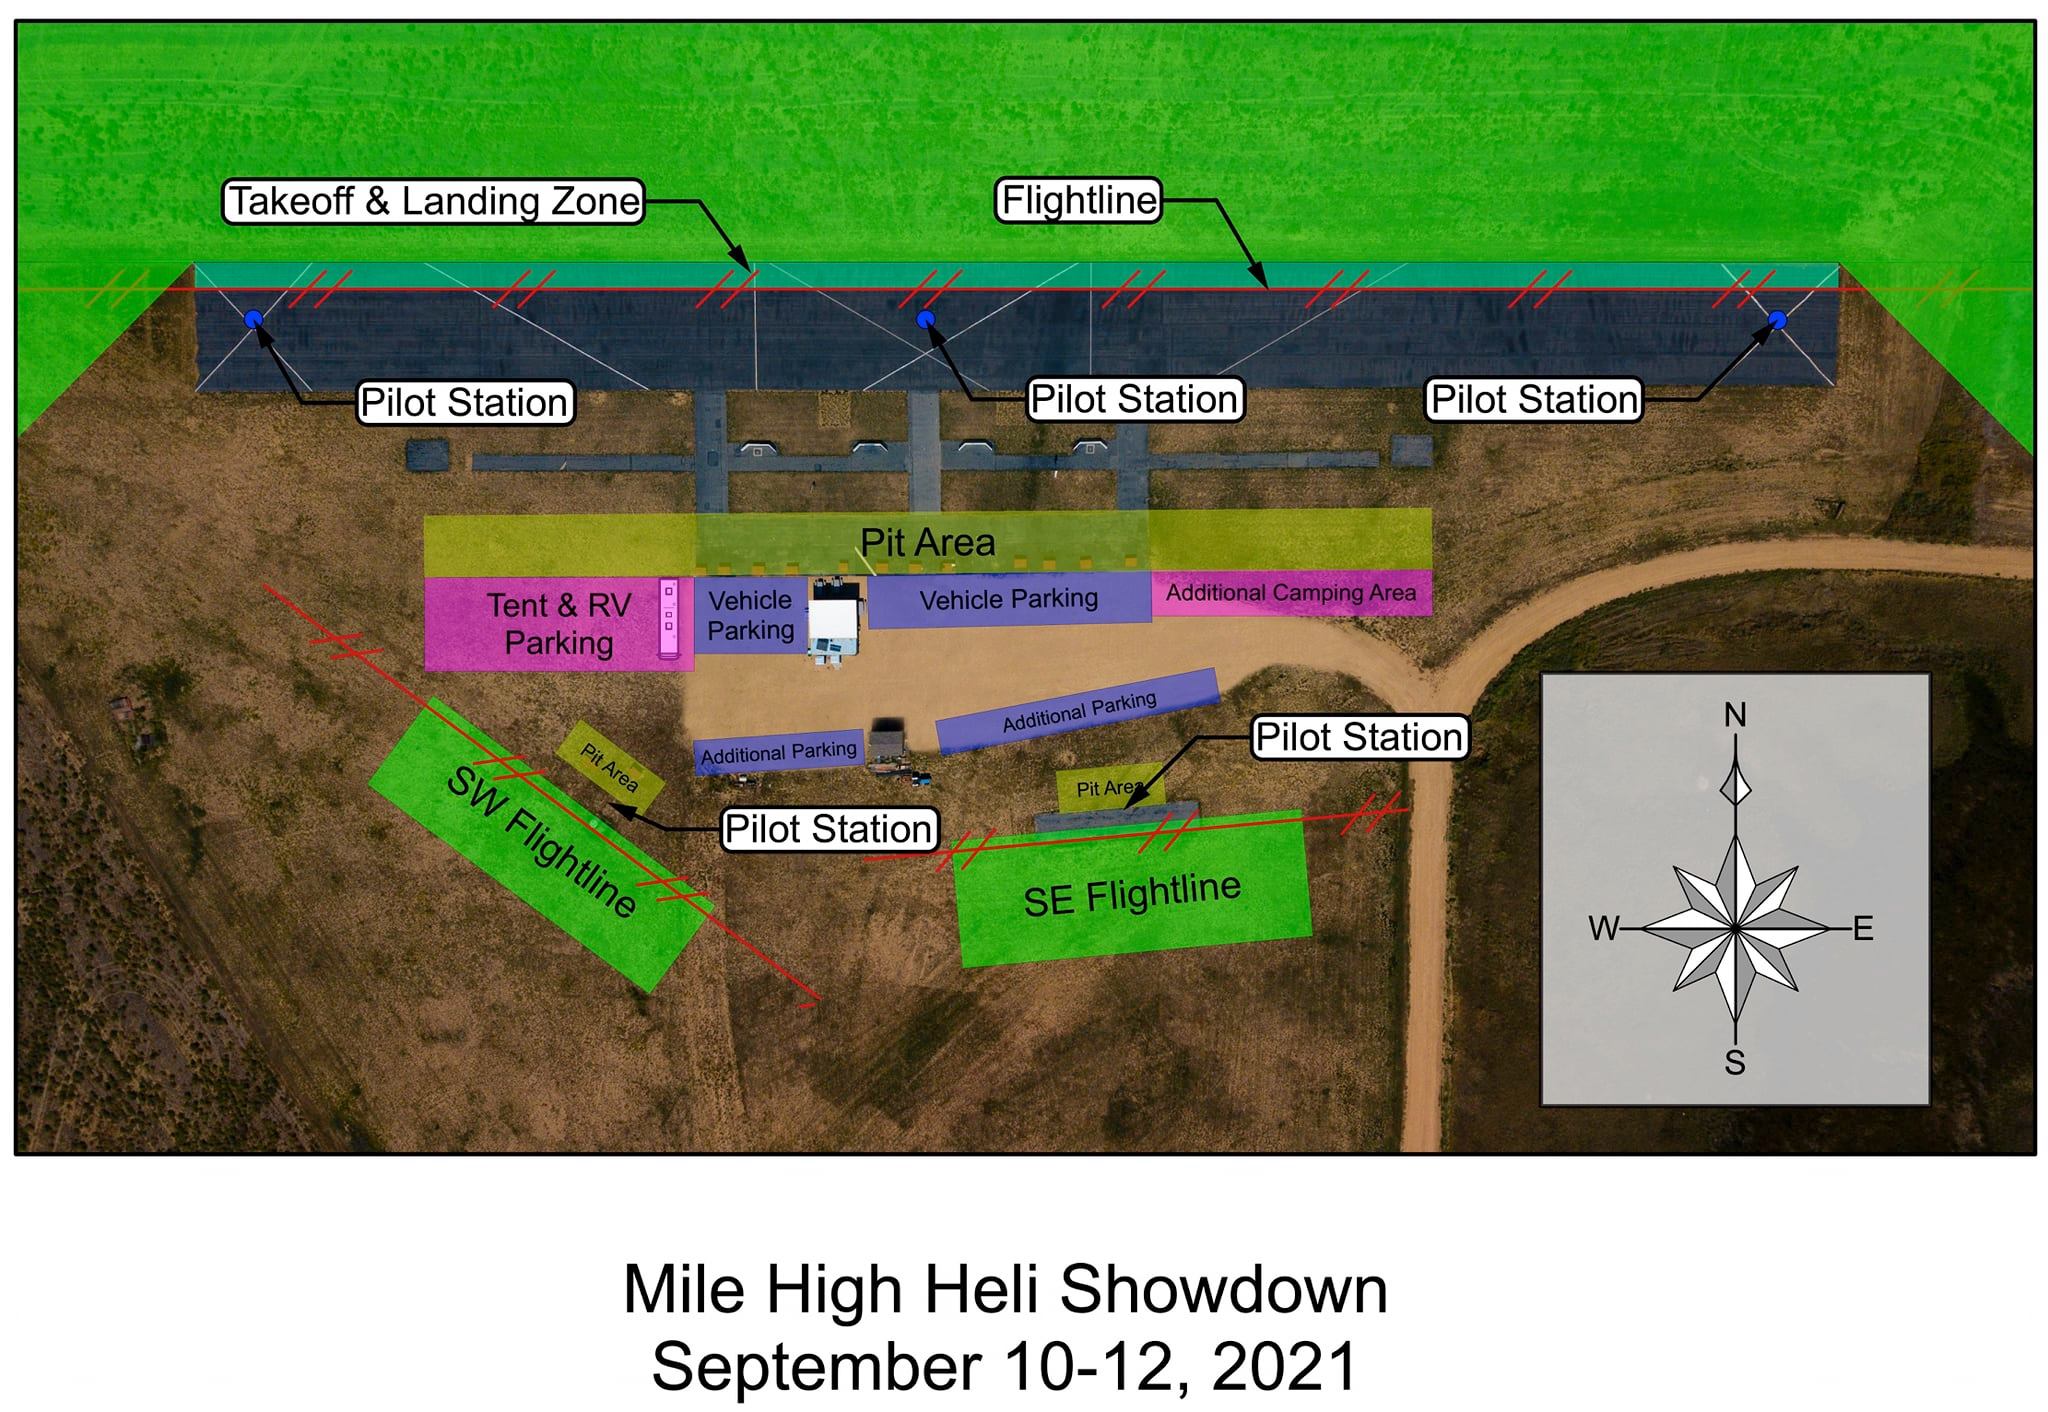 Takeoff & Landing Zone
Flightline
Pilot Station
Pilot Station
Pilot Station
Pit Area
Tent & RV
Parking
Vehicle
Parking
Vehicle Parking
Additional Camping Area
Additional Parking
Additional Parking
Pilot Station
Pit Area
Pit Area
Pilot Station
SW Flightline
SE Flightline
N
W
E
S
Mile High Heli Showdown
September 10-12, 2021